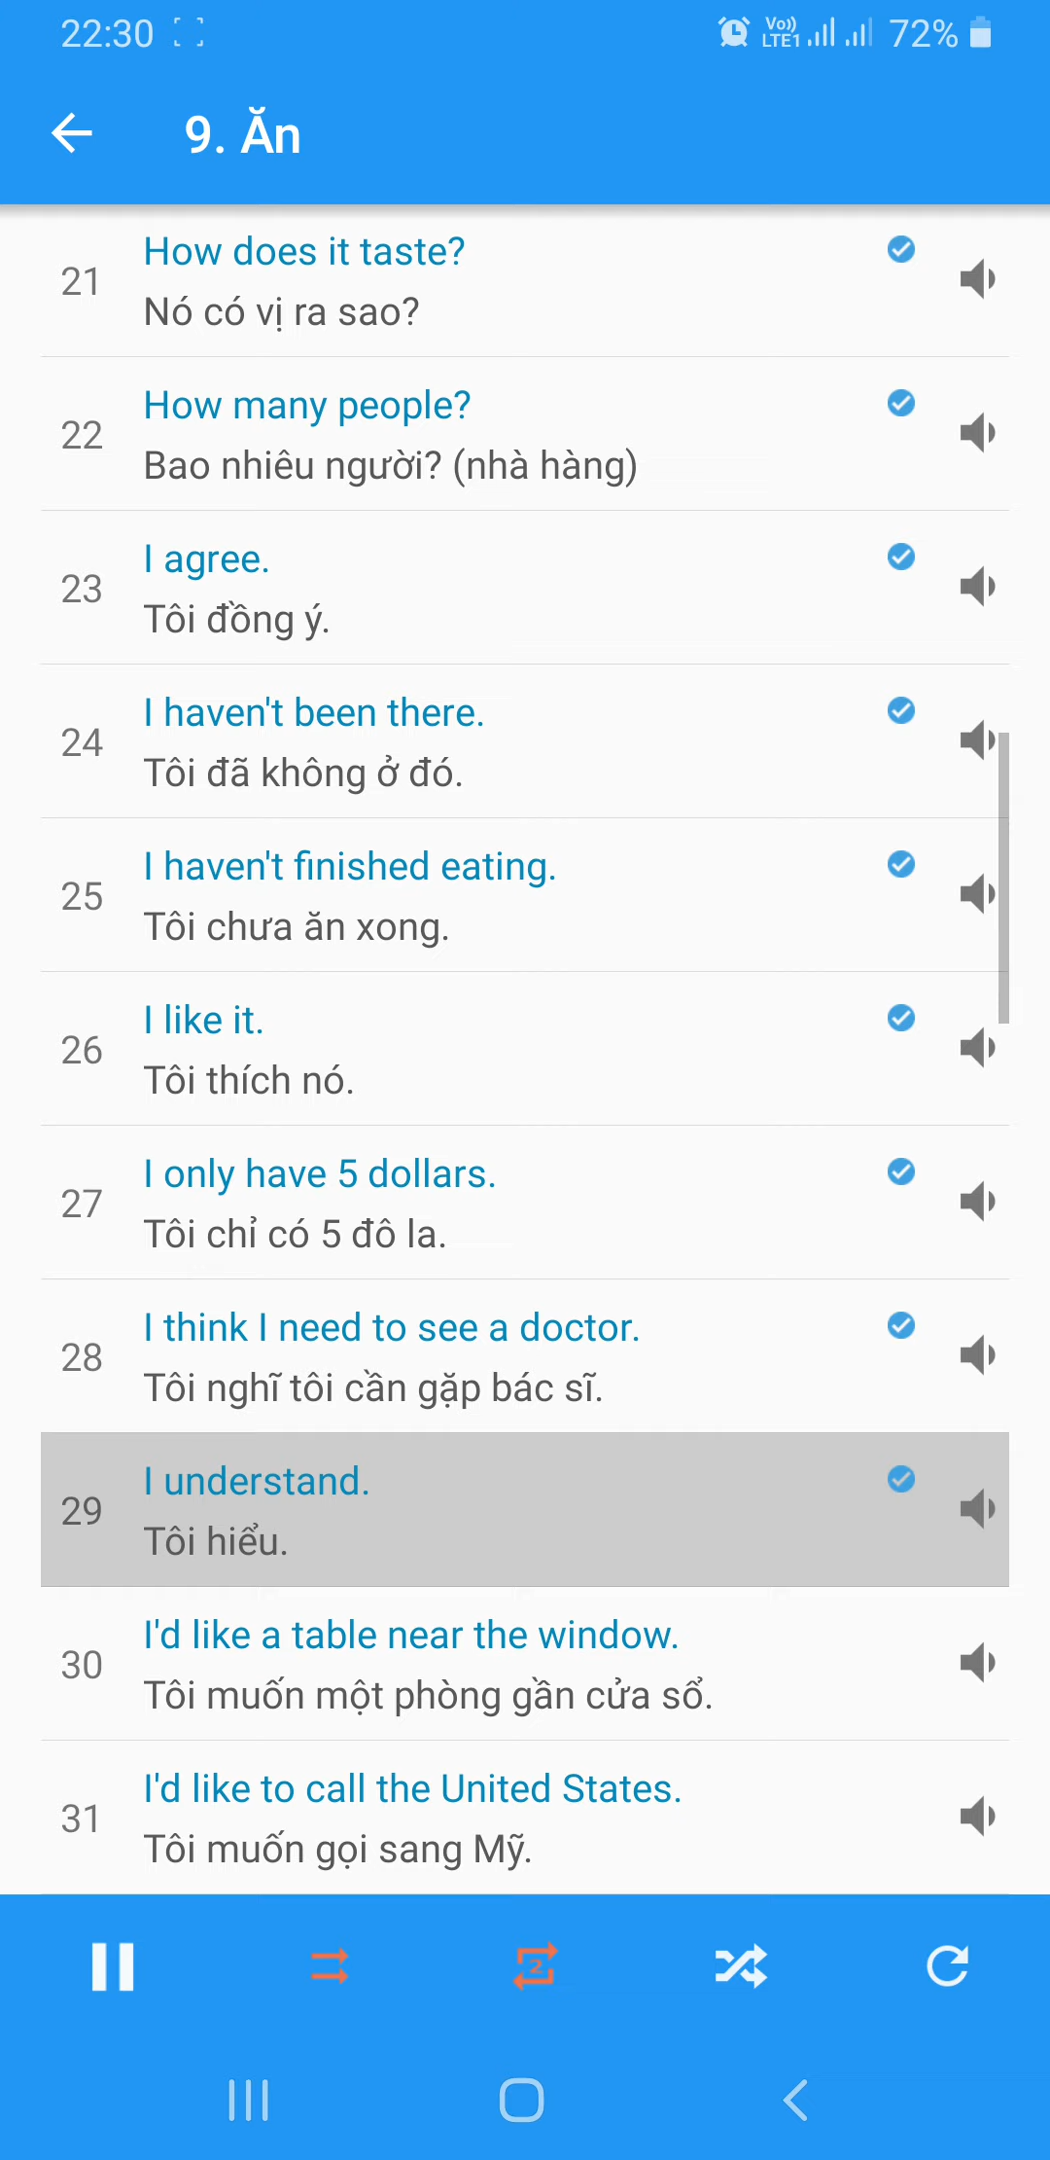 22:30 Vo)) LTE1 72%
9. Ăn
21 How does it taste?
Nó có vị ra sao?
22 How many people?
Bao nhiêu người? (nhà hàng)
23 I agree.
Tôi đồng ý.
24 I haven't been there.
Tôi đã không ở đó.
25 I haven't finished eating.
Tôi chưa ăn xong.
26 I like it.
Tôi thích nó.
27 I only have 5 dollars.
Tôi chỉ có 5 đô la.
28 I think I need to see a doctor.
Tôi nghĩ tôi cần gặp bác sĩ.
29 I understand.
Tôi hiểu.
30 I'd like a table near the window.
Tôi muốn một phòng gần cửa sổ.
31 I'd like to call the United States.
Tôi muốn gọi sang Mỹ.
2